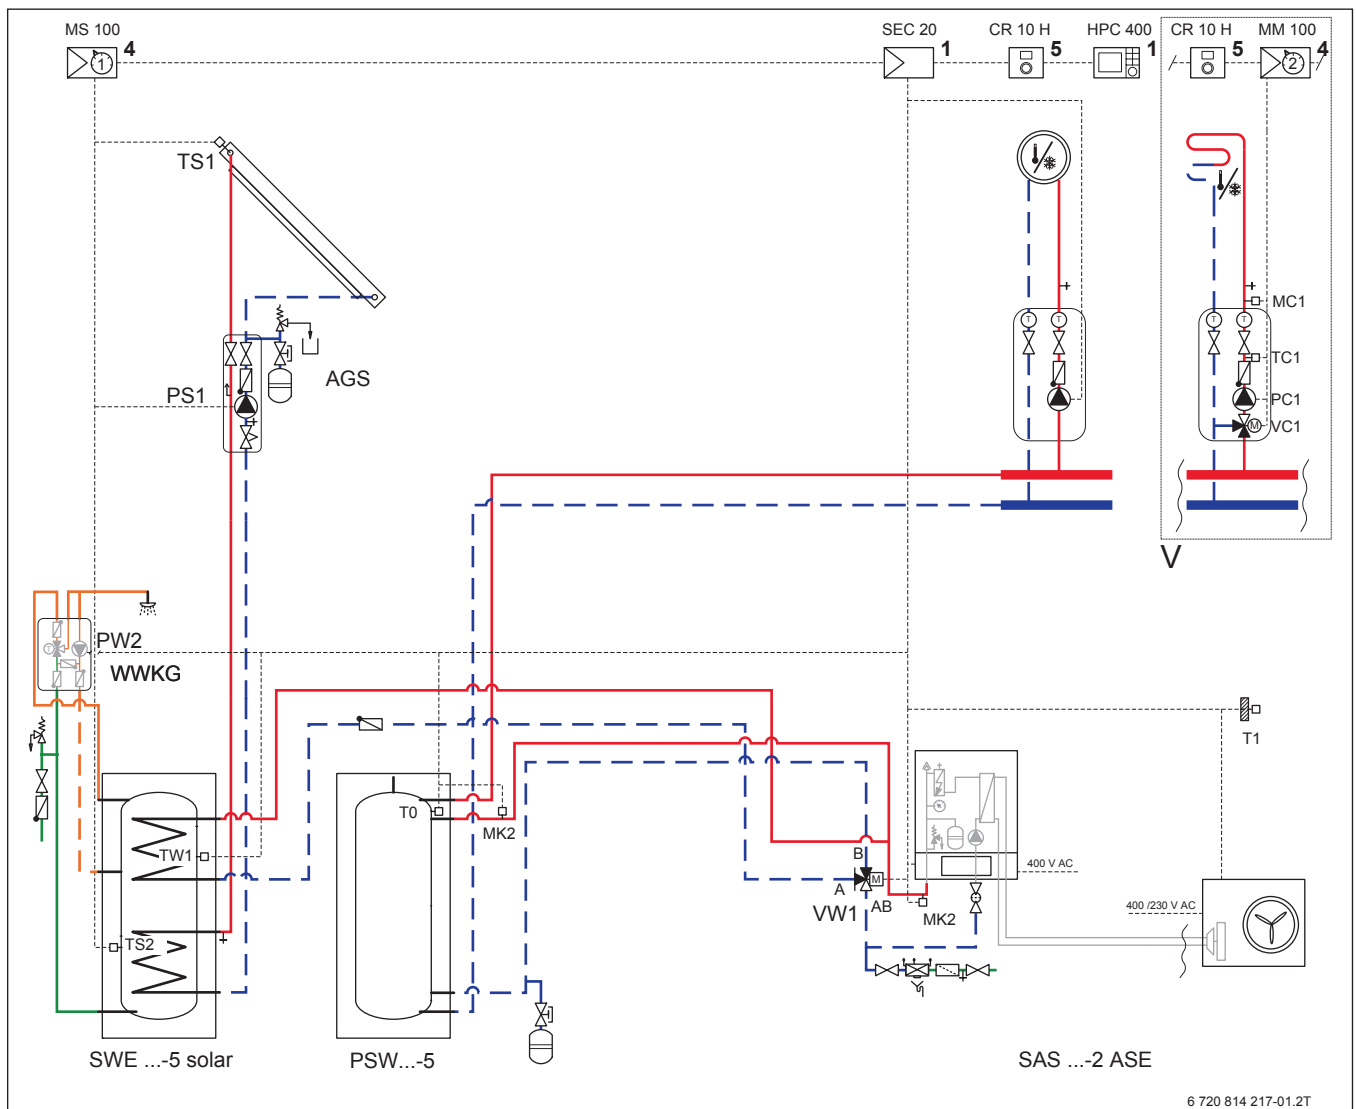 MS 100
SEC 20
CR 10 H
HPC 400
CR 10 H
MM 100
4
1
5
1
5
4
1
2
TS1
T
T
T
T
MC1
TC1
PC1
M
VC1
AGS
PS1
V
PW2
T
WWKG
T1
T0
MK2
TW1
B
A
M
AB
VW1
MK2
400 V AC
400 /230 V AC
TS2
SWE ...-5 solar
PSW...-5
SAS ...-2 ASE
6 720 814 217-01.2T